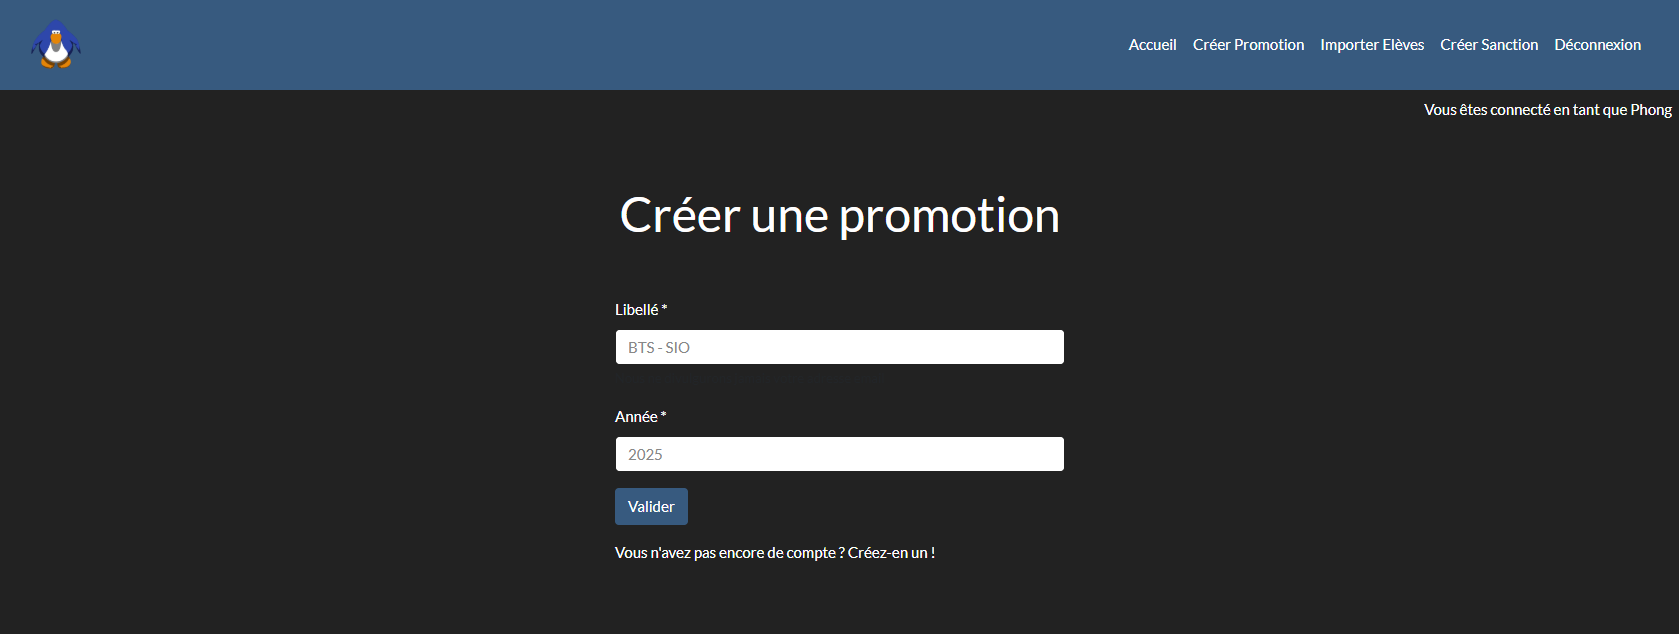 Accueil Créer Promotion Importer Elèves Créer Sanction Déconnexion
Vous êtes connecté en tant que Phong
Créer une promotion
Libellé *
BTS - SIO
Année *
2025
Valider
Vous n'avez pas encore de compte ? Créez-en un !